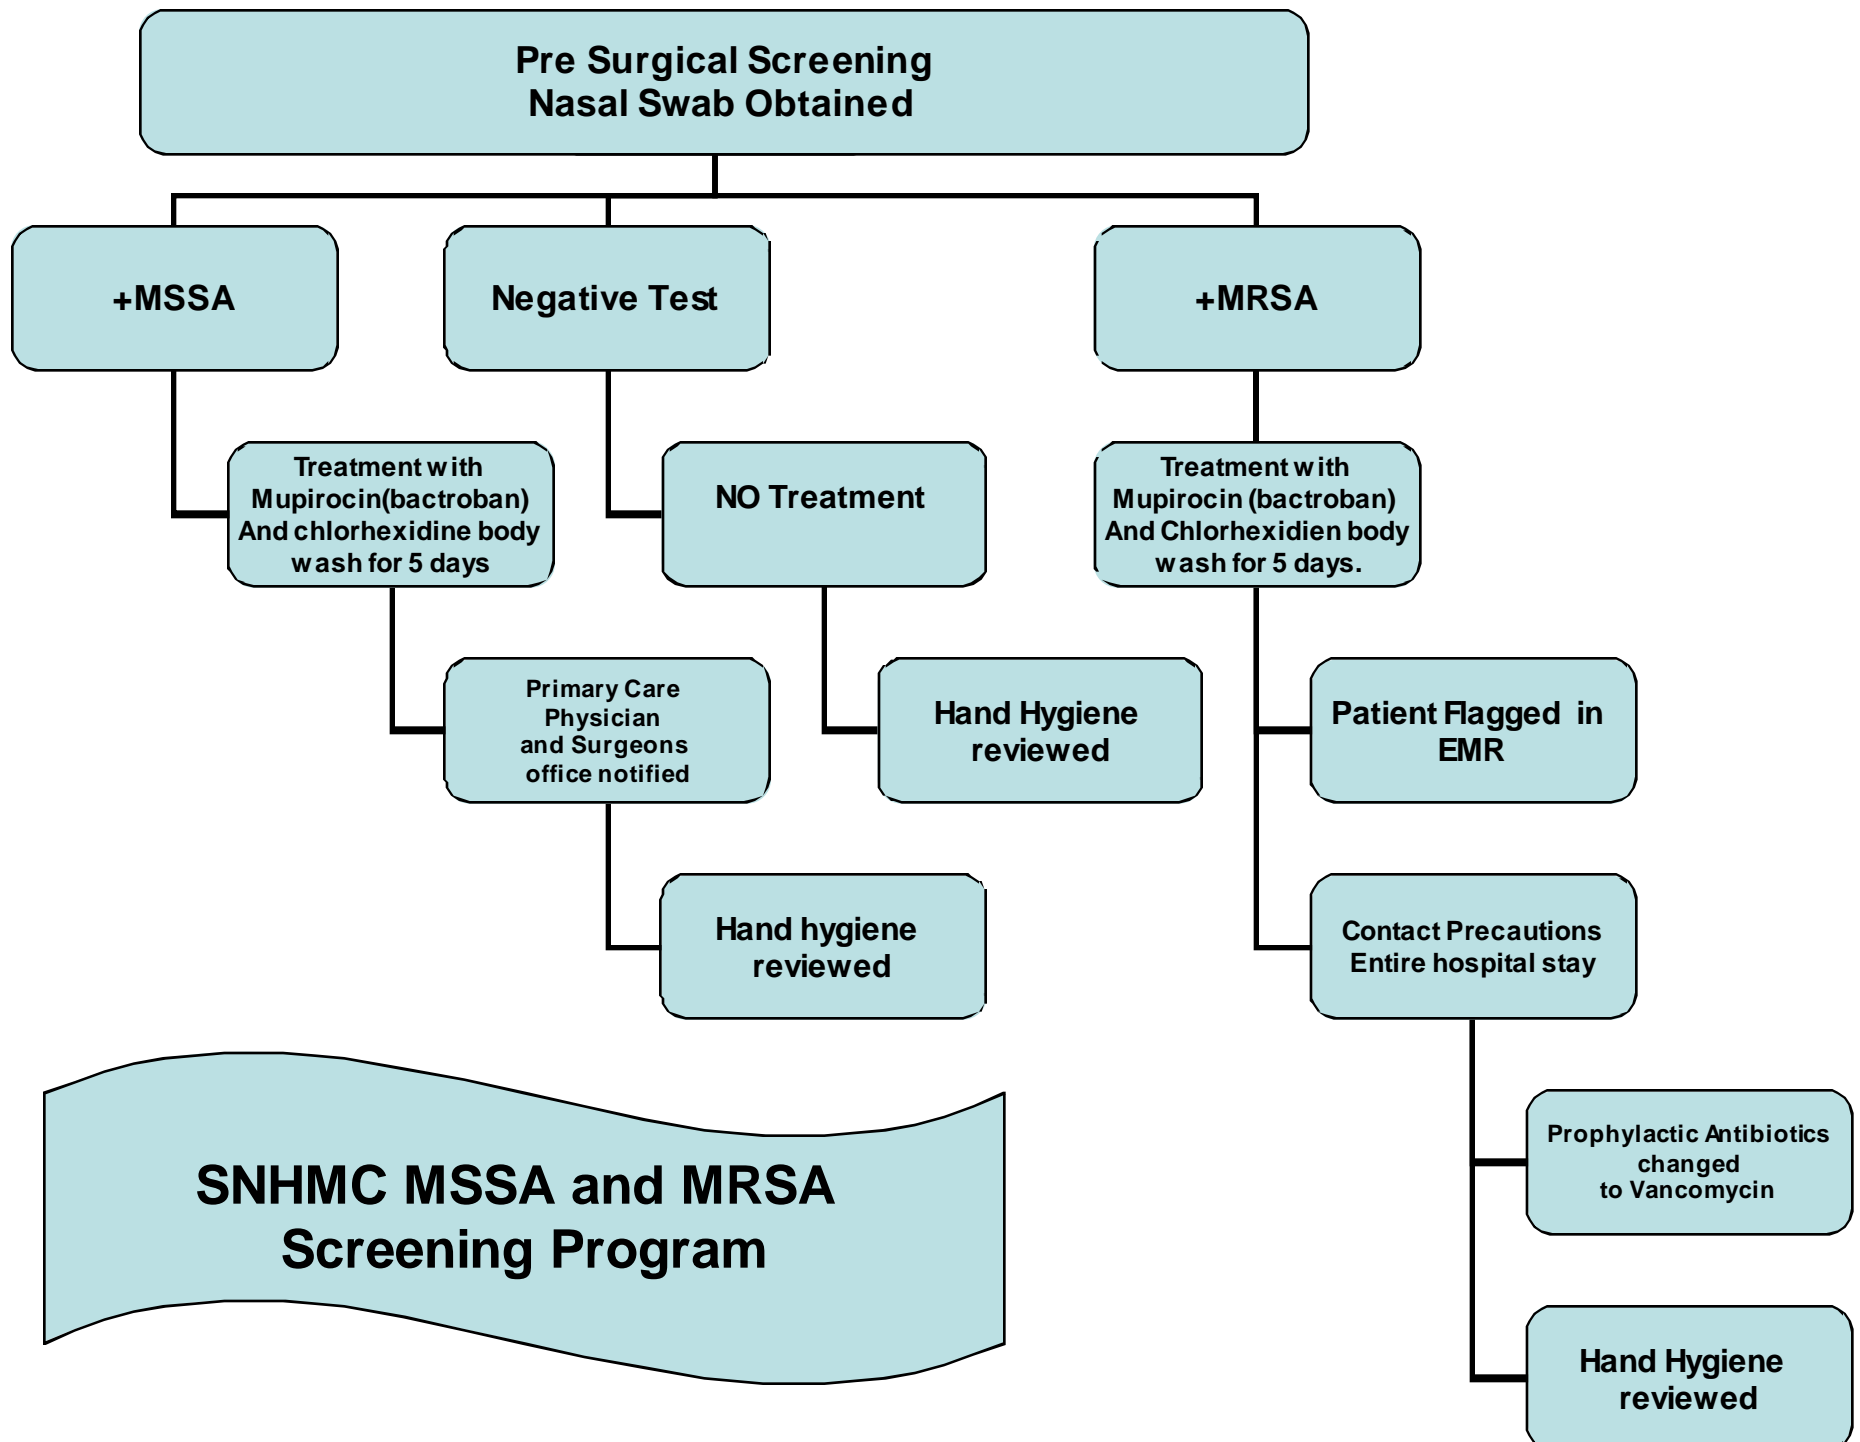 Pre Surgical Screening
Nasal Swab Obtained
+MSSA
Negative Test
+MRSA
Treatment with
Mupirocin(bactroban)
And chlorhexidine body
wash for 5 days
NO Treatment
Treatment with
Mupirocin (bactroban)
And Chlorhexidien body
wash for 5 days.
Primary Care
Physician
and Surgeons
office notified
Hand Hygiene
reviewed
Patient Flagged in
EMR
Hand hygiene
reviewed
Contact Precautions
Entire hospital stay
Prophylactic Antibiotics
changed
to Vancomycin
SNHMC MSSA and MRSA
Screening Program
Hand Hygiene
reviewed